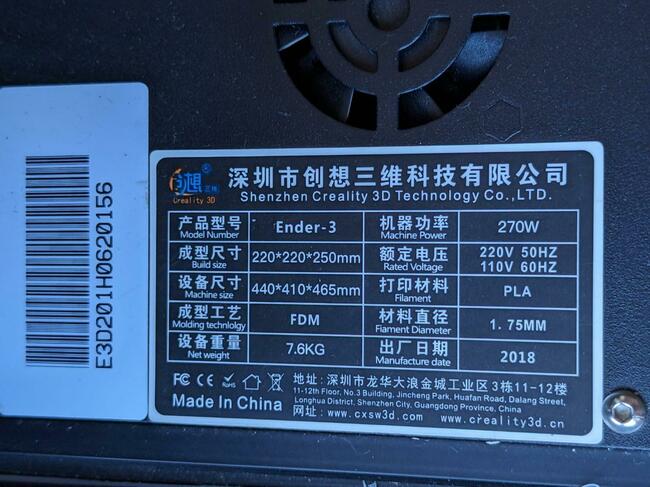 E3D201H0620156
创想三维
Creality 3D
深圳市创想三维科技有限公司
Shenzhen Creality 3D Technology Co.,LTD.
产品型号 Ender-3 机器功率 270W
Model Number Machine Power
成型尺寸 220*220*250mm 额定电压 220V 50HZ
Build size Rated Voltage 110V 60HZ
设备尺寸 440*410*465mm 打印材料 PLA
Machine size Filament
成型工艺 FDM 材料直径 1.75MM
Molding technlolgy Fiament Diameter
设备重量 7.6KG 出厂日期 2018
Net weight Manufacture date
FC CE RoHS 地址: 深圳市龙华大浪金城工业区3栋11-12楼
11-12th Floor, No.3 Building, Jincheng Park, Huafan Road, Dalang Street,
Longhua District, Shenzhen City, Guangdong Province, China
Made In China 网址: www.cxsw3d.com www.creality3d.cn